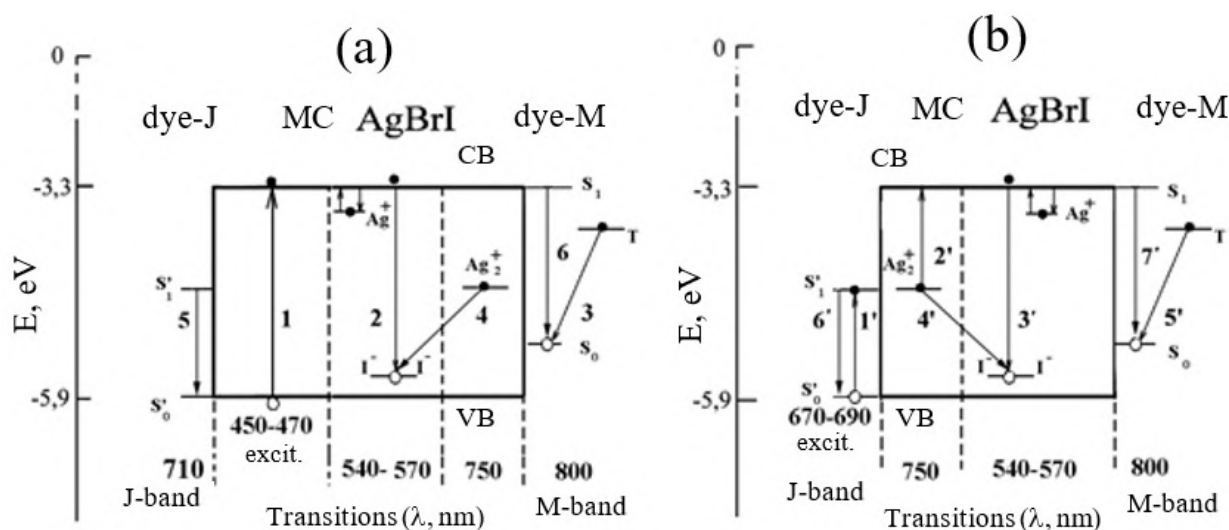 (a)
0
dye-J MC AgBrI dye-M
CB
-3,3
S₁
Ag⁺
T
Ag₂⁺
6
S'₁
5 1 2 4 3
S₀
I⁻ I⁻
S'₀
-5,9
VB
450-470
excit.
710 540- 570 750 800
J-band M-band
Transitions (λ, nm)
E, eV
(b)
0
dye-J MC AgBrI dye-M
CB
-3,3
S₁
Ag⁺
T
Ag₂⁺ 2' 7'
S'₁
6' 1' 4' 3' 5'
S₀
I⁻ I⁻
S'₀
-5,9
670-690 VB
excit.
750 540-570 800
J-band M-band
Transitions (λ, nm)
E, eV